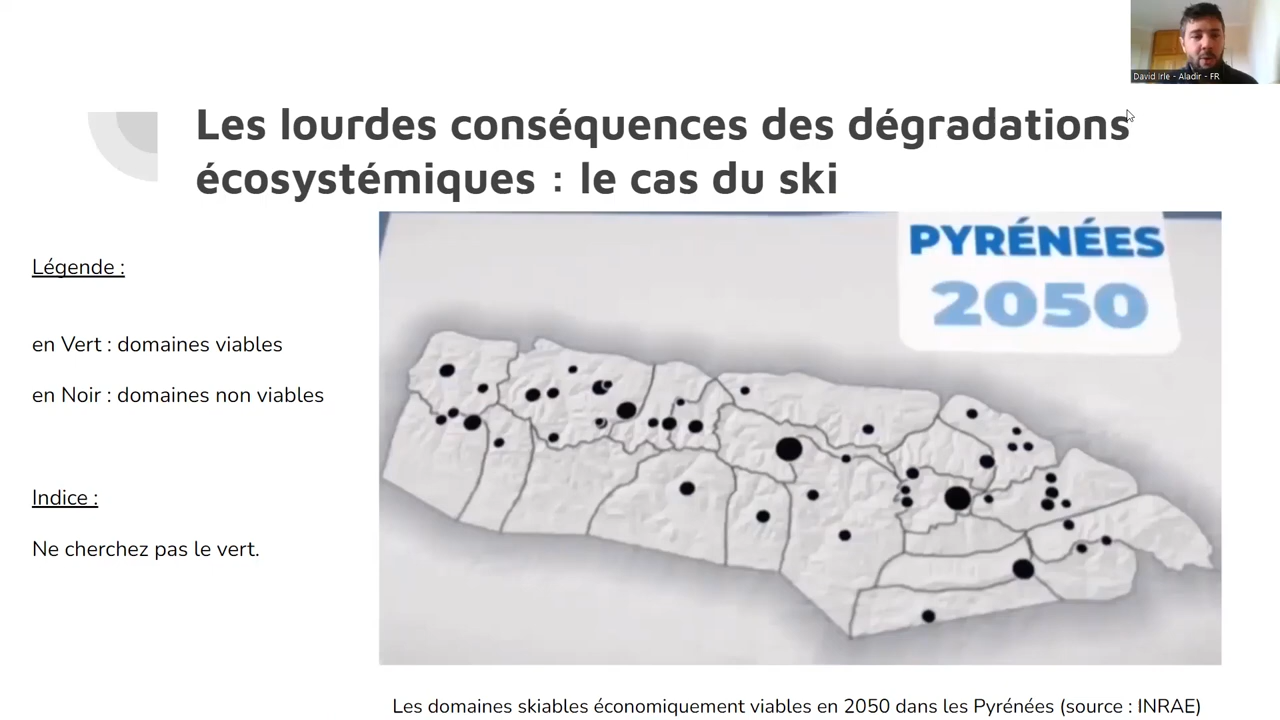 David Irle - Aladir - FR
Les lourdes conséquences des dégradations
écosystémiques : le cas du ski
PYRÉNÉES
2050
Légende :
en Vert : domaines viables
en Noir : domaines non viables
Indice :
Ne cherchez pas le vert.
Les domaines skiables économiquement viables en 2050 dans les Pyrénées (source : INRAE)